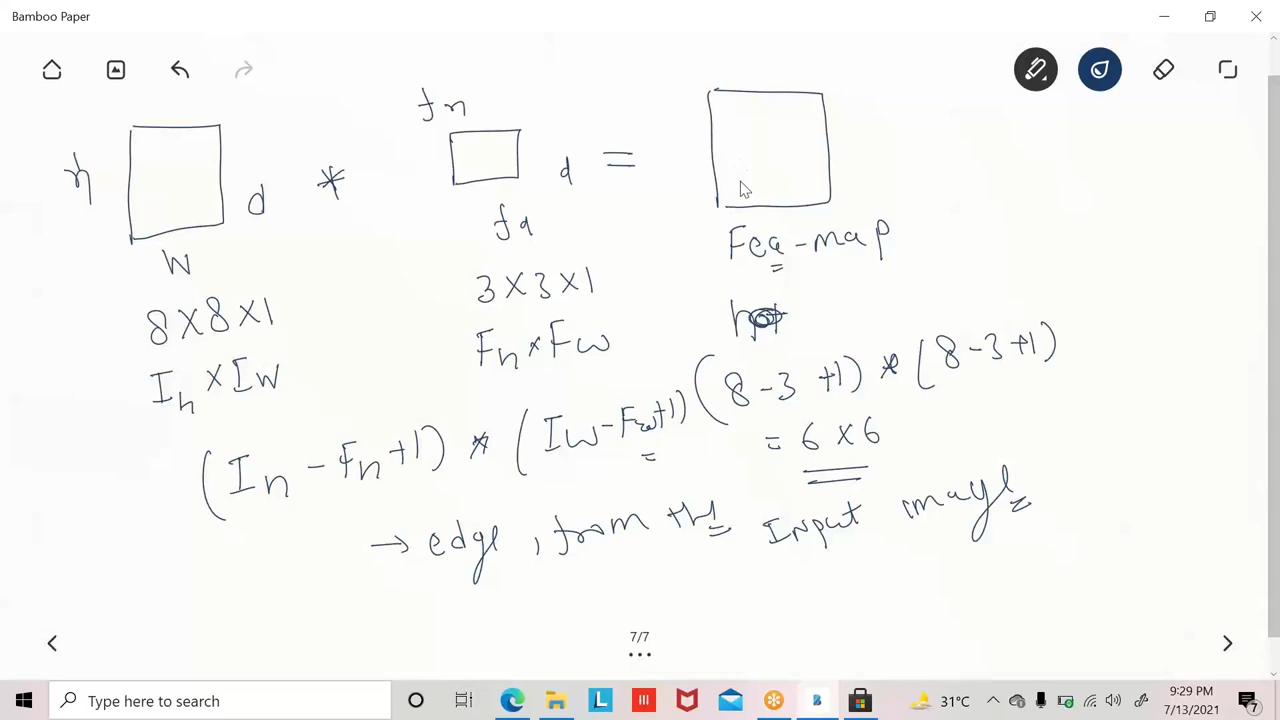 Bamboo Paper
fh
h
d
*
d
=
w
fd
Fea-map
8X8X1
3X3X1
Ih X Iw
Fh x Fw
(8-3 +1) * (8-3+1)
(Ih - Fh +1) * (Iw-Fw+1)
= 6 X 6
→ edge, from the Input image
7/7
Type here to search
31°C
9:29 PM
7/13/2021
7